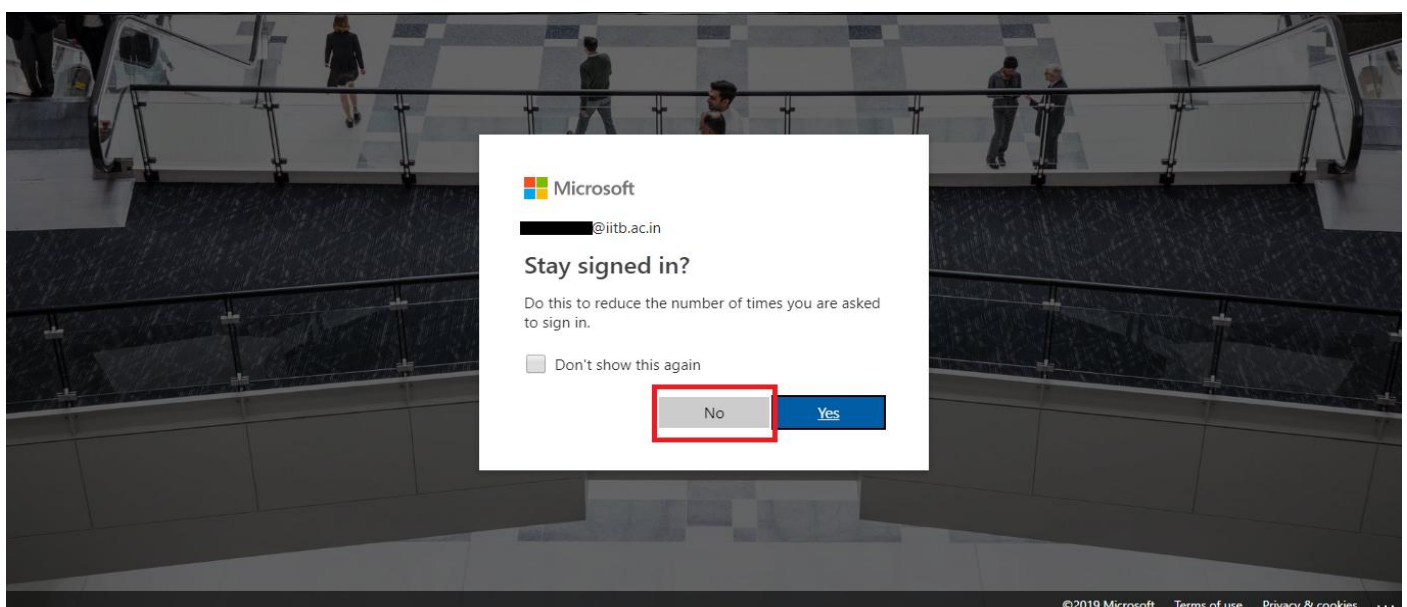 Microsoft
@iitb.ac.in
Stay signed in?
Do this to reduce the number of times you are asked
to sign in.
Don't show this again
No Yes
©2019 Microsoft Terms of use Privacy & cookies ...